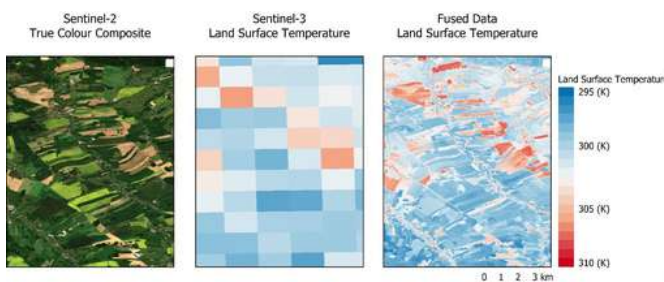 Sentinel-2
True Colour Composite
Sentinel-3
Land Surface Temperature
Fused Data
Land Surface Temperature
Land Surface Temperature
295 (K)
300 (K)
305 (K)
310 (K)
0 1 2 3 km